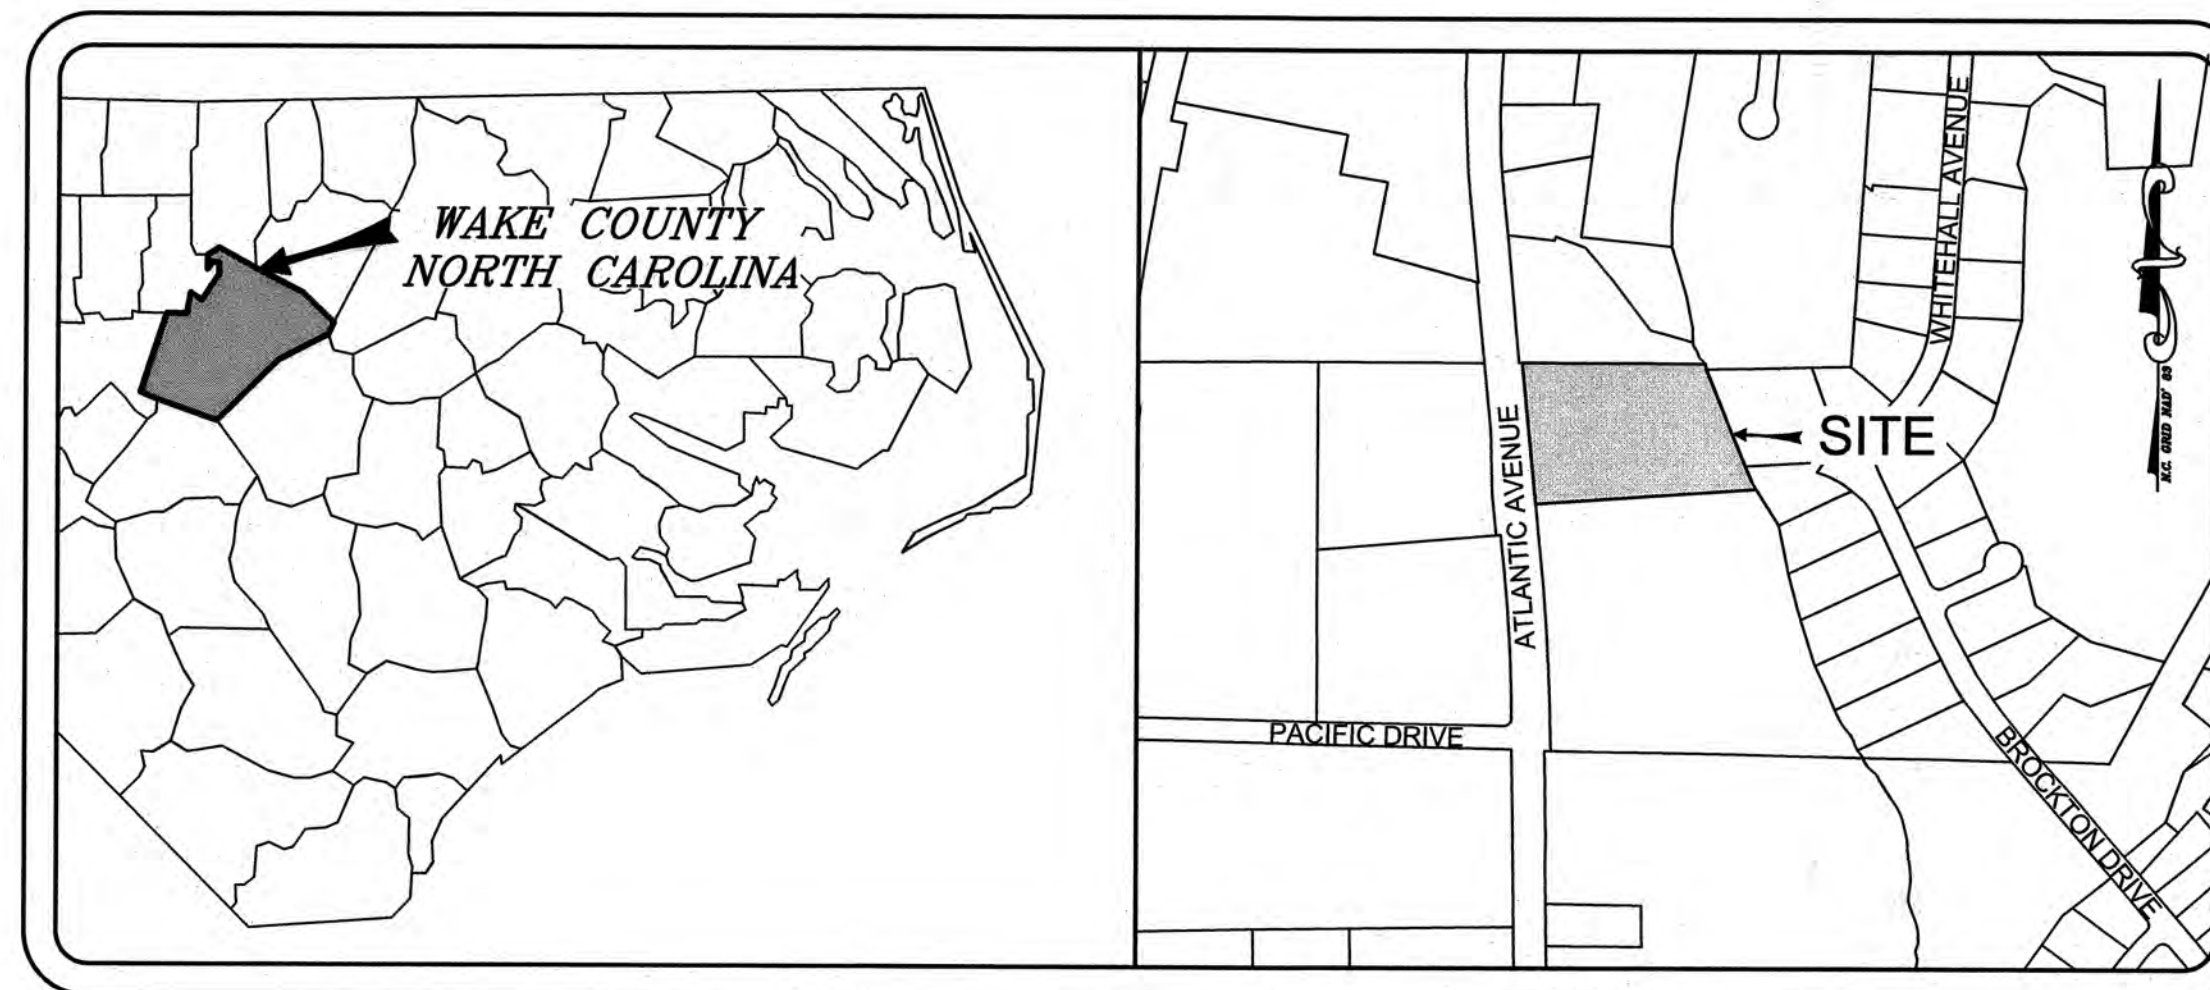 WAKE COUNTY
NORTH CAROLINA
WHITEHALL AVENUE
N.C. GRID NAD' 83
SITE
ATLANTIC AVENUE
PACIFIC DRIVE
BROCKTON DRIVE